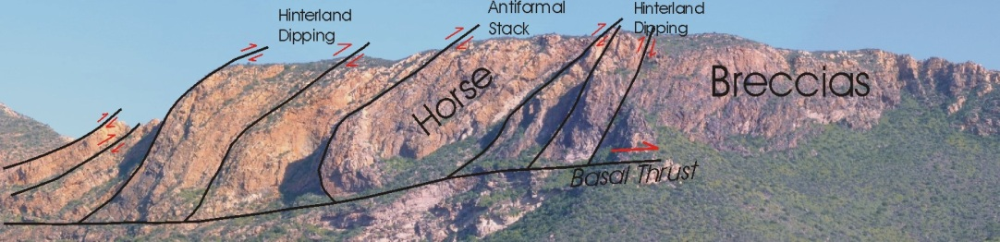 Hinterland
Dipping
Antiformal
Stack
Hinterland
Dipping
Horse
Breccias
Basal Thrust